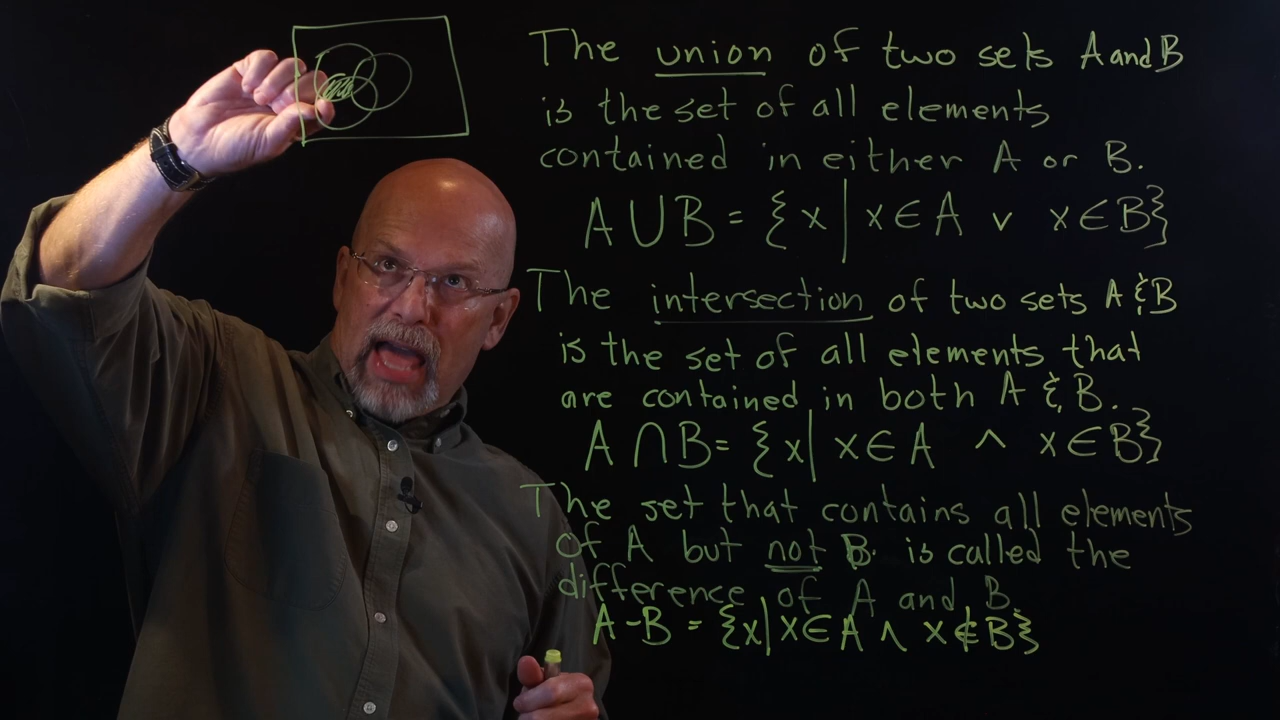 The union of two sets A and B
is the set of all elements
contained in either A or B.
A ∪ B = {x | x ∈ A ∨ x ∈ B}
The intersection of two sets A & B
is the set of all elements that
are contained in both A & B.
A ∩ B = {x | x ∈ A ∧ x ∈ B}
The set that contains all elements
of A but not B. is called the
difference of A and B.
A - B = {x | x ∈ A ∧ x ∉ B}